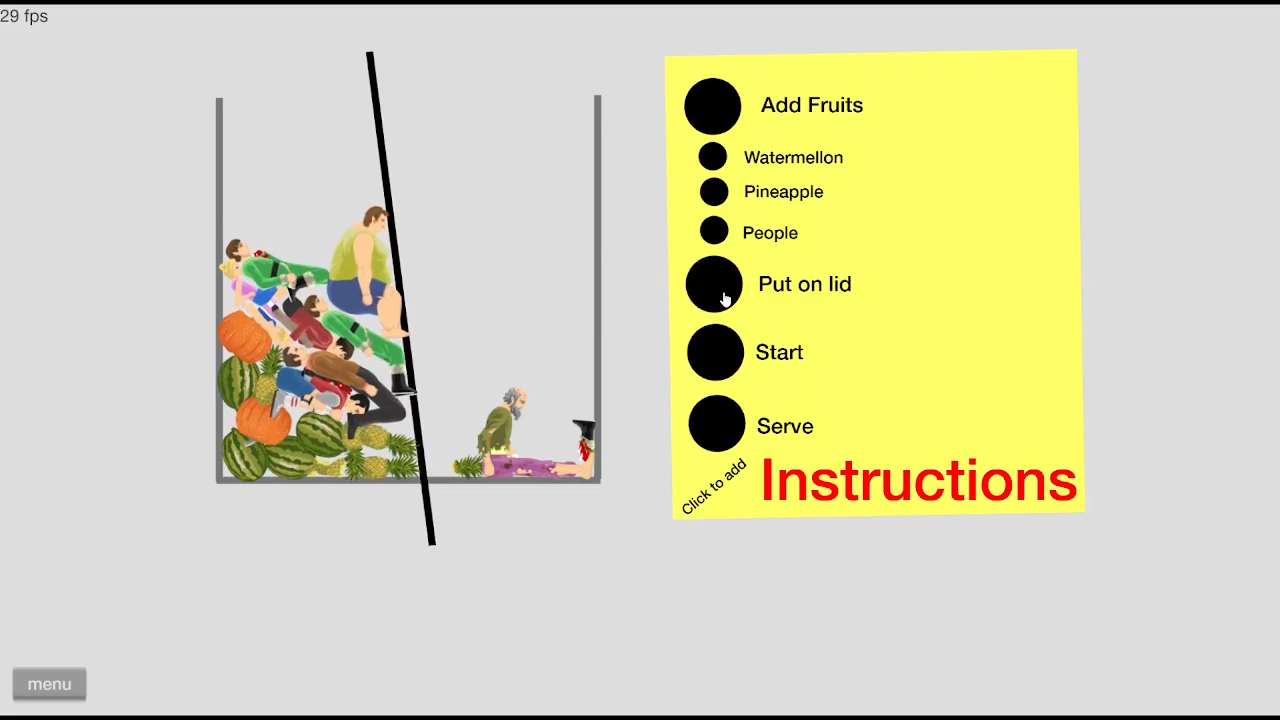 29 fps
Add Fruits
Watermellon
Pineapple
People
Put on lid
Start
Serve
Click to add
Instructions
menu